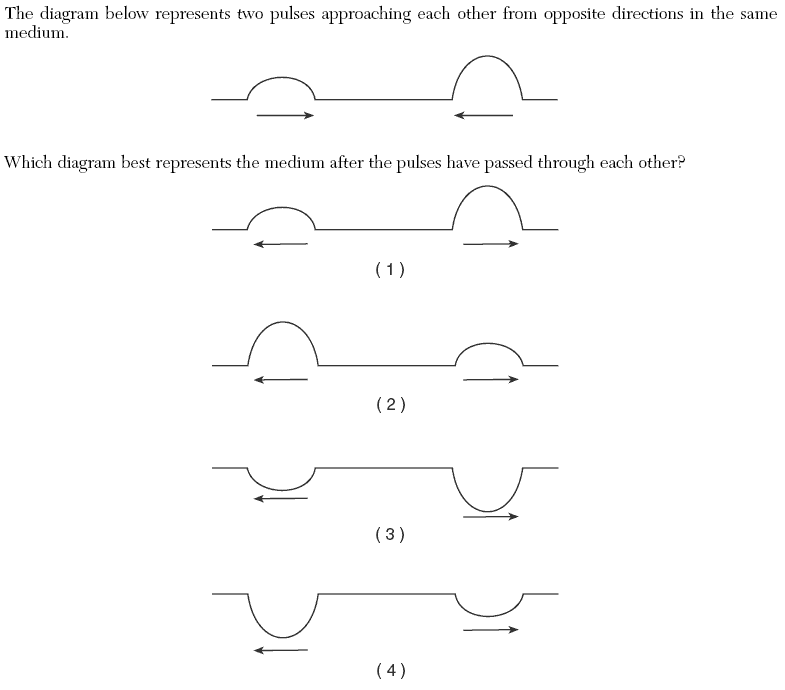 The diagram below represents two pulses approaching each other from opposite directions in the same
medium.
Which diagram best represents the medium after the pulses have passed through each other?
( 1 )
( 2 )
( 3 )
( 4 )